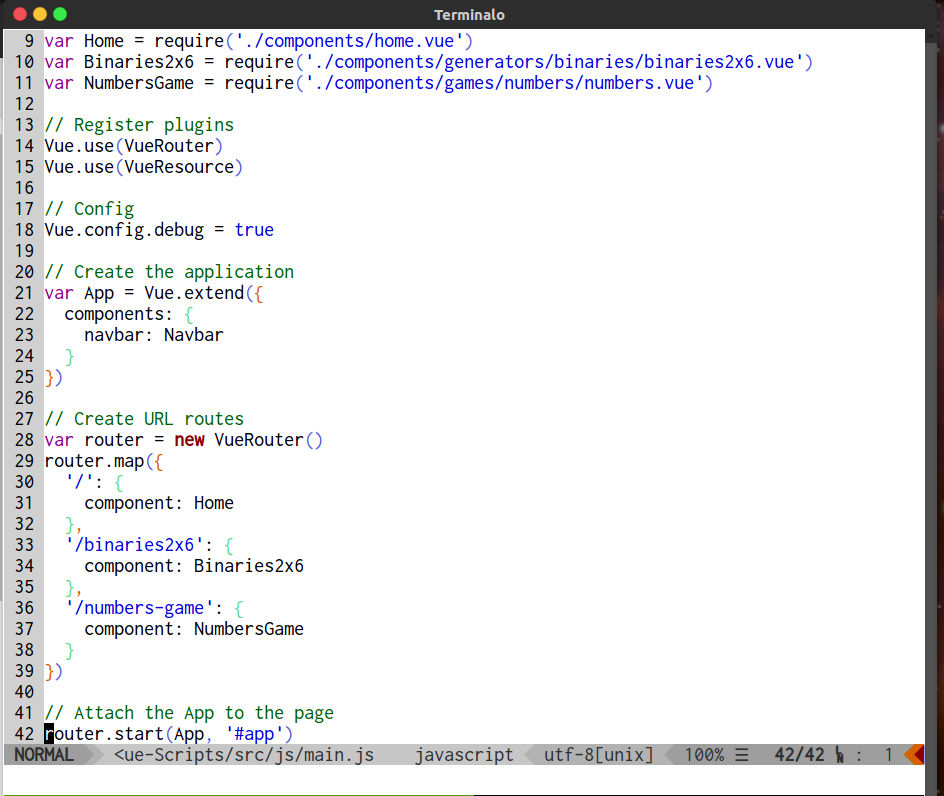 Terminalo
9 var Home = require('./components/home.vue')
10 var Binaries2x6 = require('./components/generators/binaries/binaries2x6.vue')
11 var NumbersGame = require('./components/games/numbers/numbers.vue')
12
13 // Register plugins
14 Vue.use(VueRouter)
15 Vue.use(VueResource)
16
17 // Config
18 Vue.config.debug = true
19
20 // Create the application
21 var App = Vue.extend({
22   components: {
23     navbar: Navbar
24   }
25 })
26
27 // Create URL routes
28 var router = new VueRouter()
29 router.map({
30   '/': {
31     component: Home
32   },
33   '/binaries2x6': {
34     component: Binaries2x6
35   },
36   '/numbers-game': {
37     component: NumbersGame
38   }
39 })
40
41 // Attach the App to the page
42 router.start(App, '#app')
NORMAL <ue-Scripts/src/js/main.js javascript utf-8[unix] 100% ☰ 42/42 ㏑ : 1